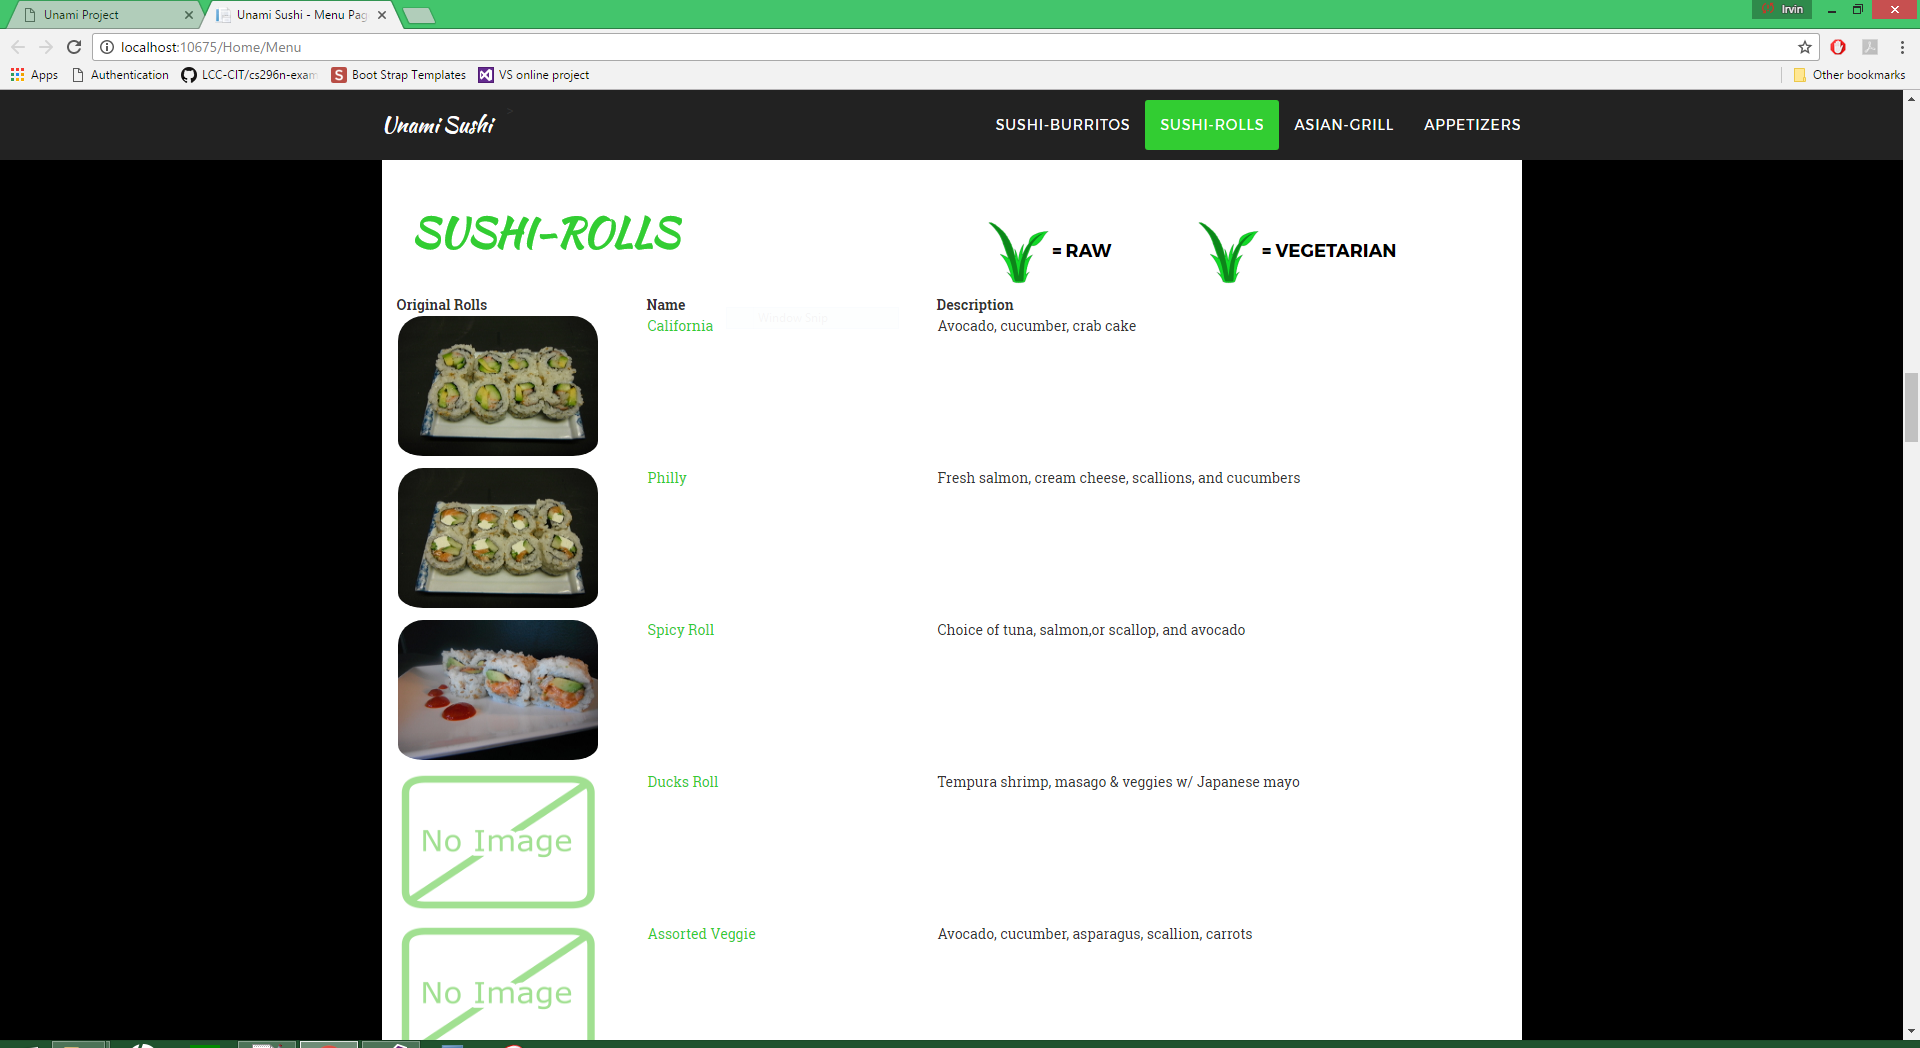 Unami Project
Unami Sushi - Menu Pag
Irvin
localhost:10675/Home/Menu
Apps
Authentication
LCC-CIT/cs296n-exam
Boot Strap Templates
VS online project
Other bookmarks
Unami Sushi
>
SUSHI-BURRITOS
SUSHI-ROLLS
ASIAN-GRILL
APPETIZERS
SUSHI-ROLLS
= RAW
= VEGETARIAN
Original Rolls
Name
Description
Window Snip
California
Avocado, cucumber, crab cake
Philly
Fresh salmon, cream cheese, scallions, and cucumbers
Spicy Roll
Choice of tuna, salmon,or scallop, and avocado
Ducks Roll
Tempura shrimp, masago & veggies w/ Japanese mayo
No Image
Assorted Veggie
Avocado, cucumber, asparagus, scallion, carrots
No Image